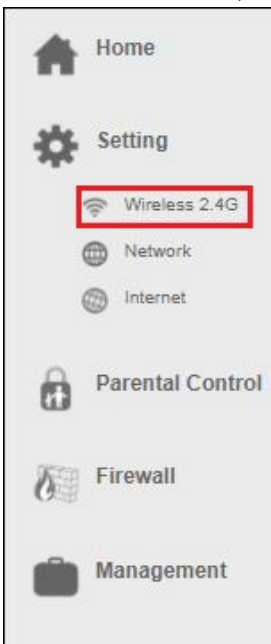 Home
Setting
Wireless 2.4G
Network
Internet
Parental Control
Firewall
Management